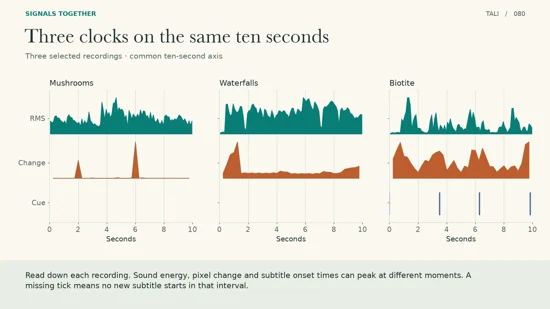 SIGNALS TOGETHER
TALI / 080
Three clocks on the same ten seconds
Three selected recordings · common ten-second axis
Mushrooms
Waterfalls
Biotite
RMS
Change
Cue
0 2 4 6 8 10
0 2 4 6 8 10
0 2 4 6 8 10
Seconds
Seconds
Seconds
Read down each recording. Sound energy, pixel change and subtitle onset times can peak at different moments. A
missing tick means no new subtitle starts in that interval.